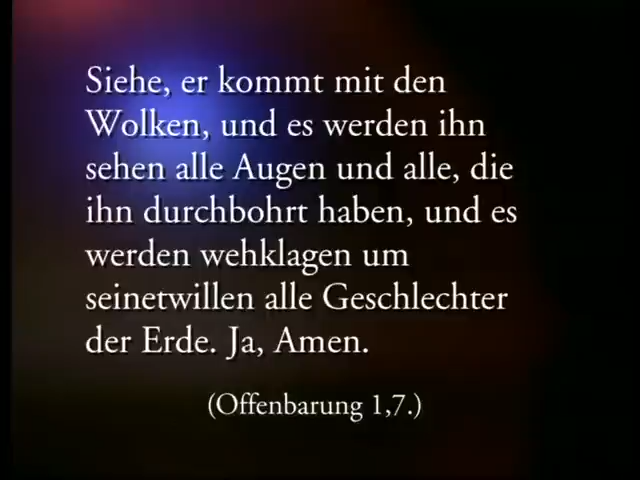 Siehe, er kommt mit den
Wolken, und es werden ihn
sehen alle Augen und alle, die
ihn durchbohrt haben, und es
werden wehklagen um
seinetwillen alle Geschlechter
der Erde. Ja, Amen.
(Offenbarung 1,7.)